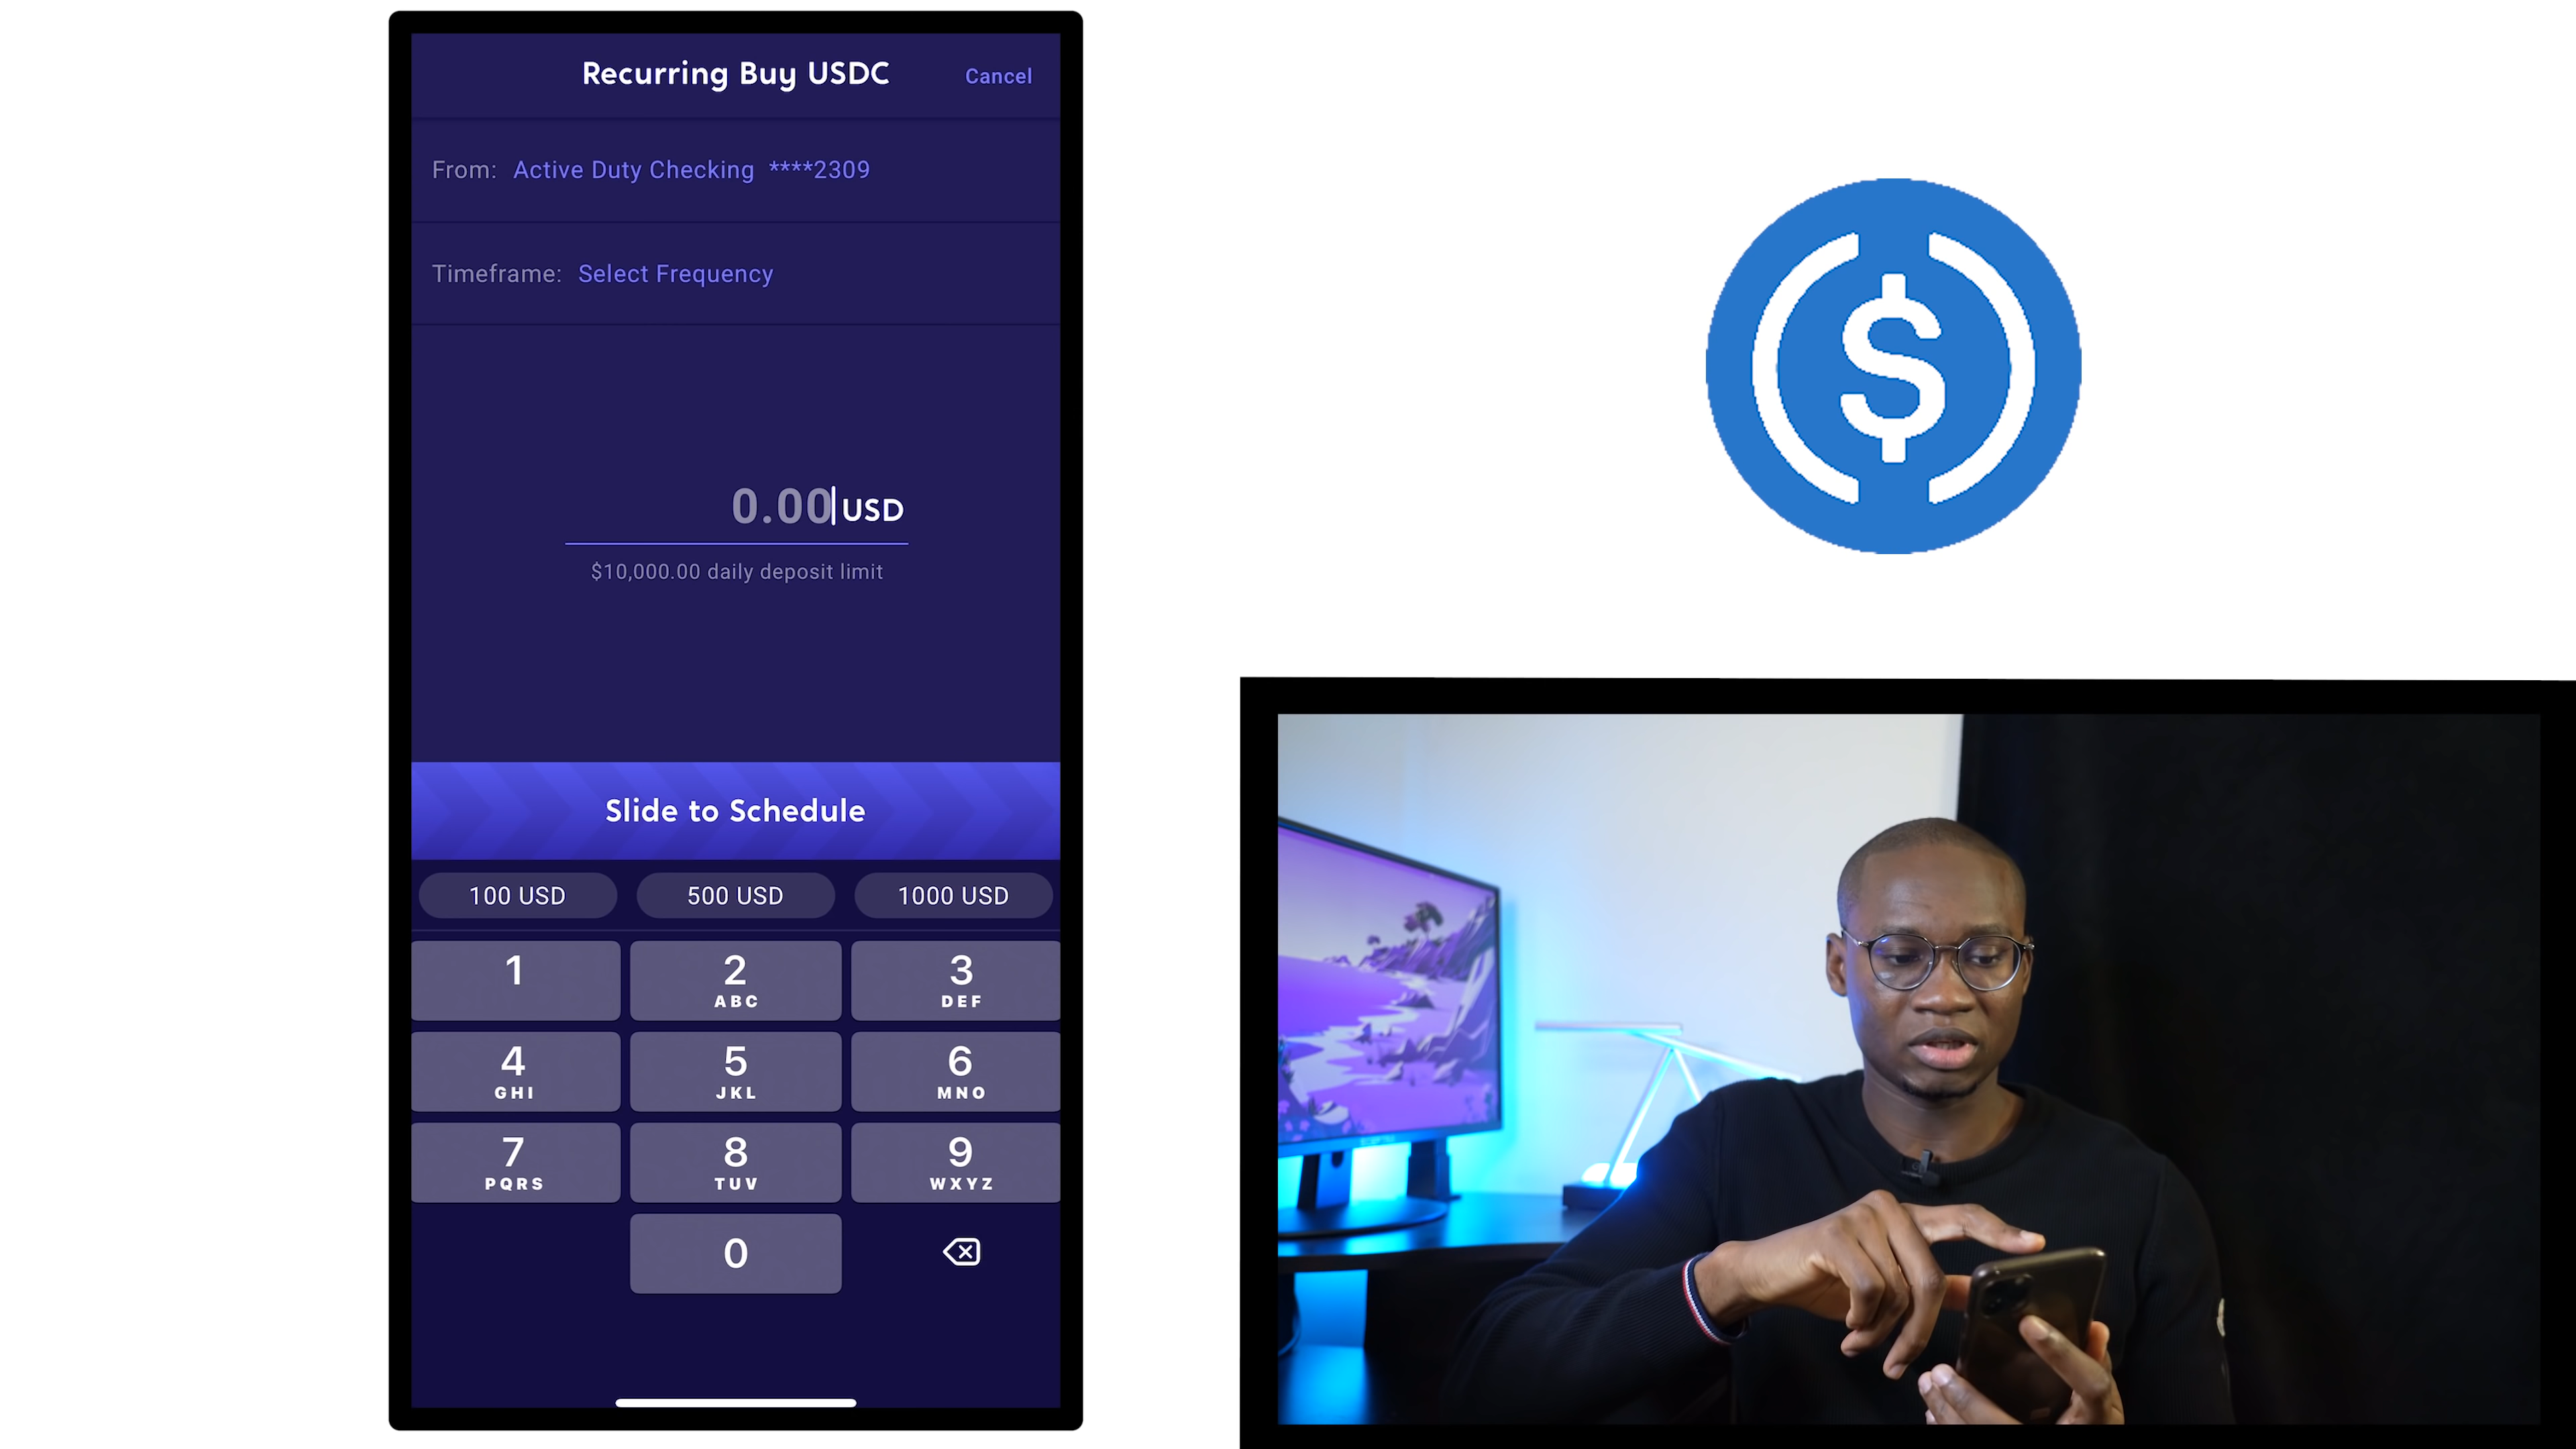 Recurring Buy USDC
Cancel
From: Active Duty Checking ****2309
Timeframe: Select Frequency
0.00 USD
$10,000.00 daily deposit limit
Slide to Schedule
100 USD 500 USD 1000 USD
1 2 3
ABC DEF
4 5 6
GHI JKL MNO
7 8 9
PQRS TUV WXYZ
0
$